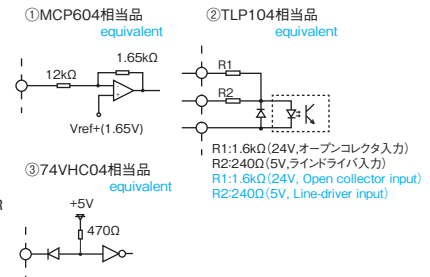 ①MCP604相当品
equivalent
1.65kΩ
12kΩ
-
+
Vref+(1.65V)
②TLP104相当品
equivalent
R1
R2
R1:1.6kΩ(24V,オープンコレクタ入力)
R2:240Ω(5V,ラインドライバ入力)
R1:1.6kΩ(24V, Open collector input)
R2:240Ω(5V, Line-driver input)
③74VHC04相当品
equivalent
+5V
470Ω